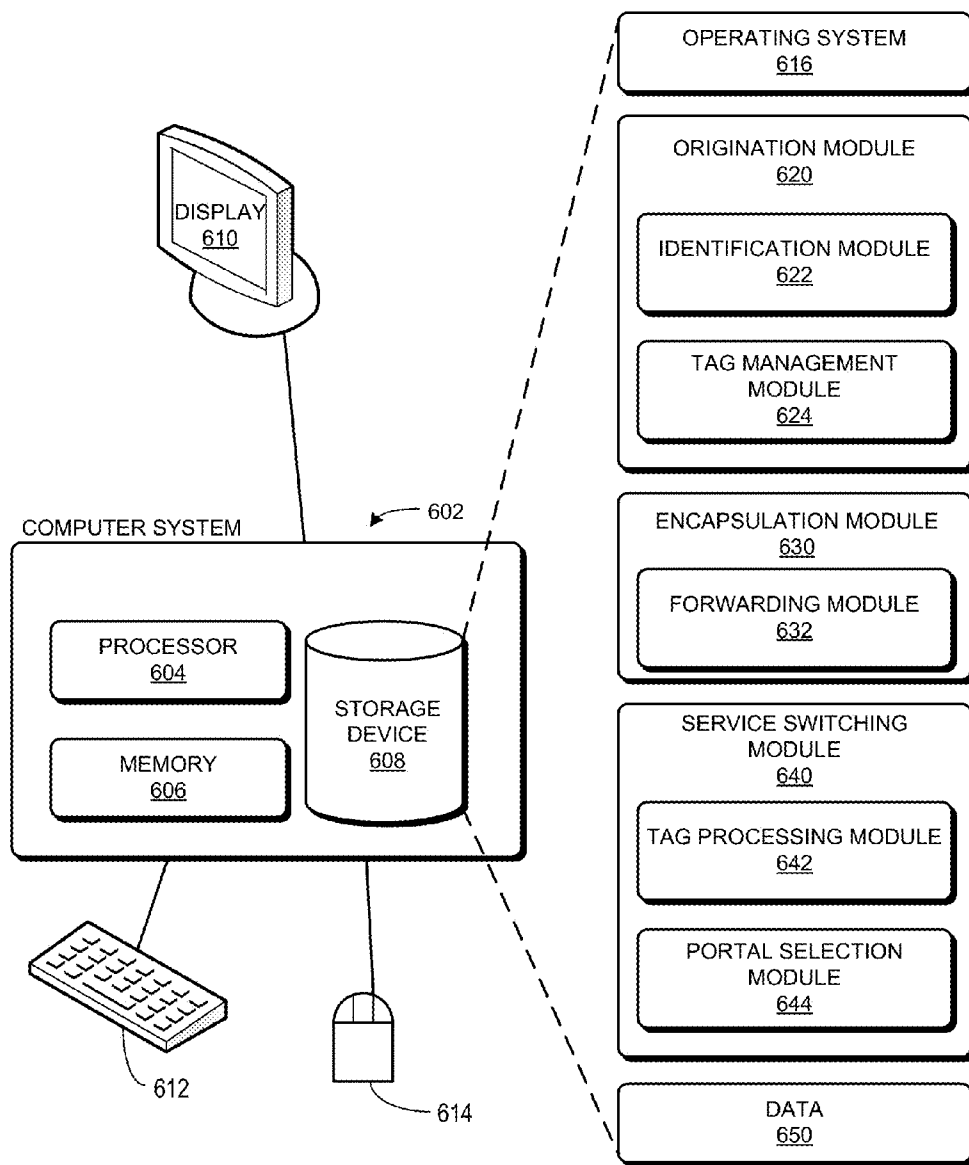 DISPLAY
610
COMPUTER SYSTEM
602
PROCESSOR
604
MEMORY
606
STORAGE
DEVICE
608
612
614
OPERATING SYSTEM
616
ORIGINATION MODULE
620
IDENTIFICATION MODULE
622
TAG MANAGEMENT
MODULE
624
ENCAPSULATION MODULE
630
FORWARDING MODULE
632
SERVICE SWITCHING
MODULE
640
TAG PROCESSING MODULE
642
PORTAL SELECTION
MODULE
644
DATA
650